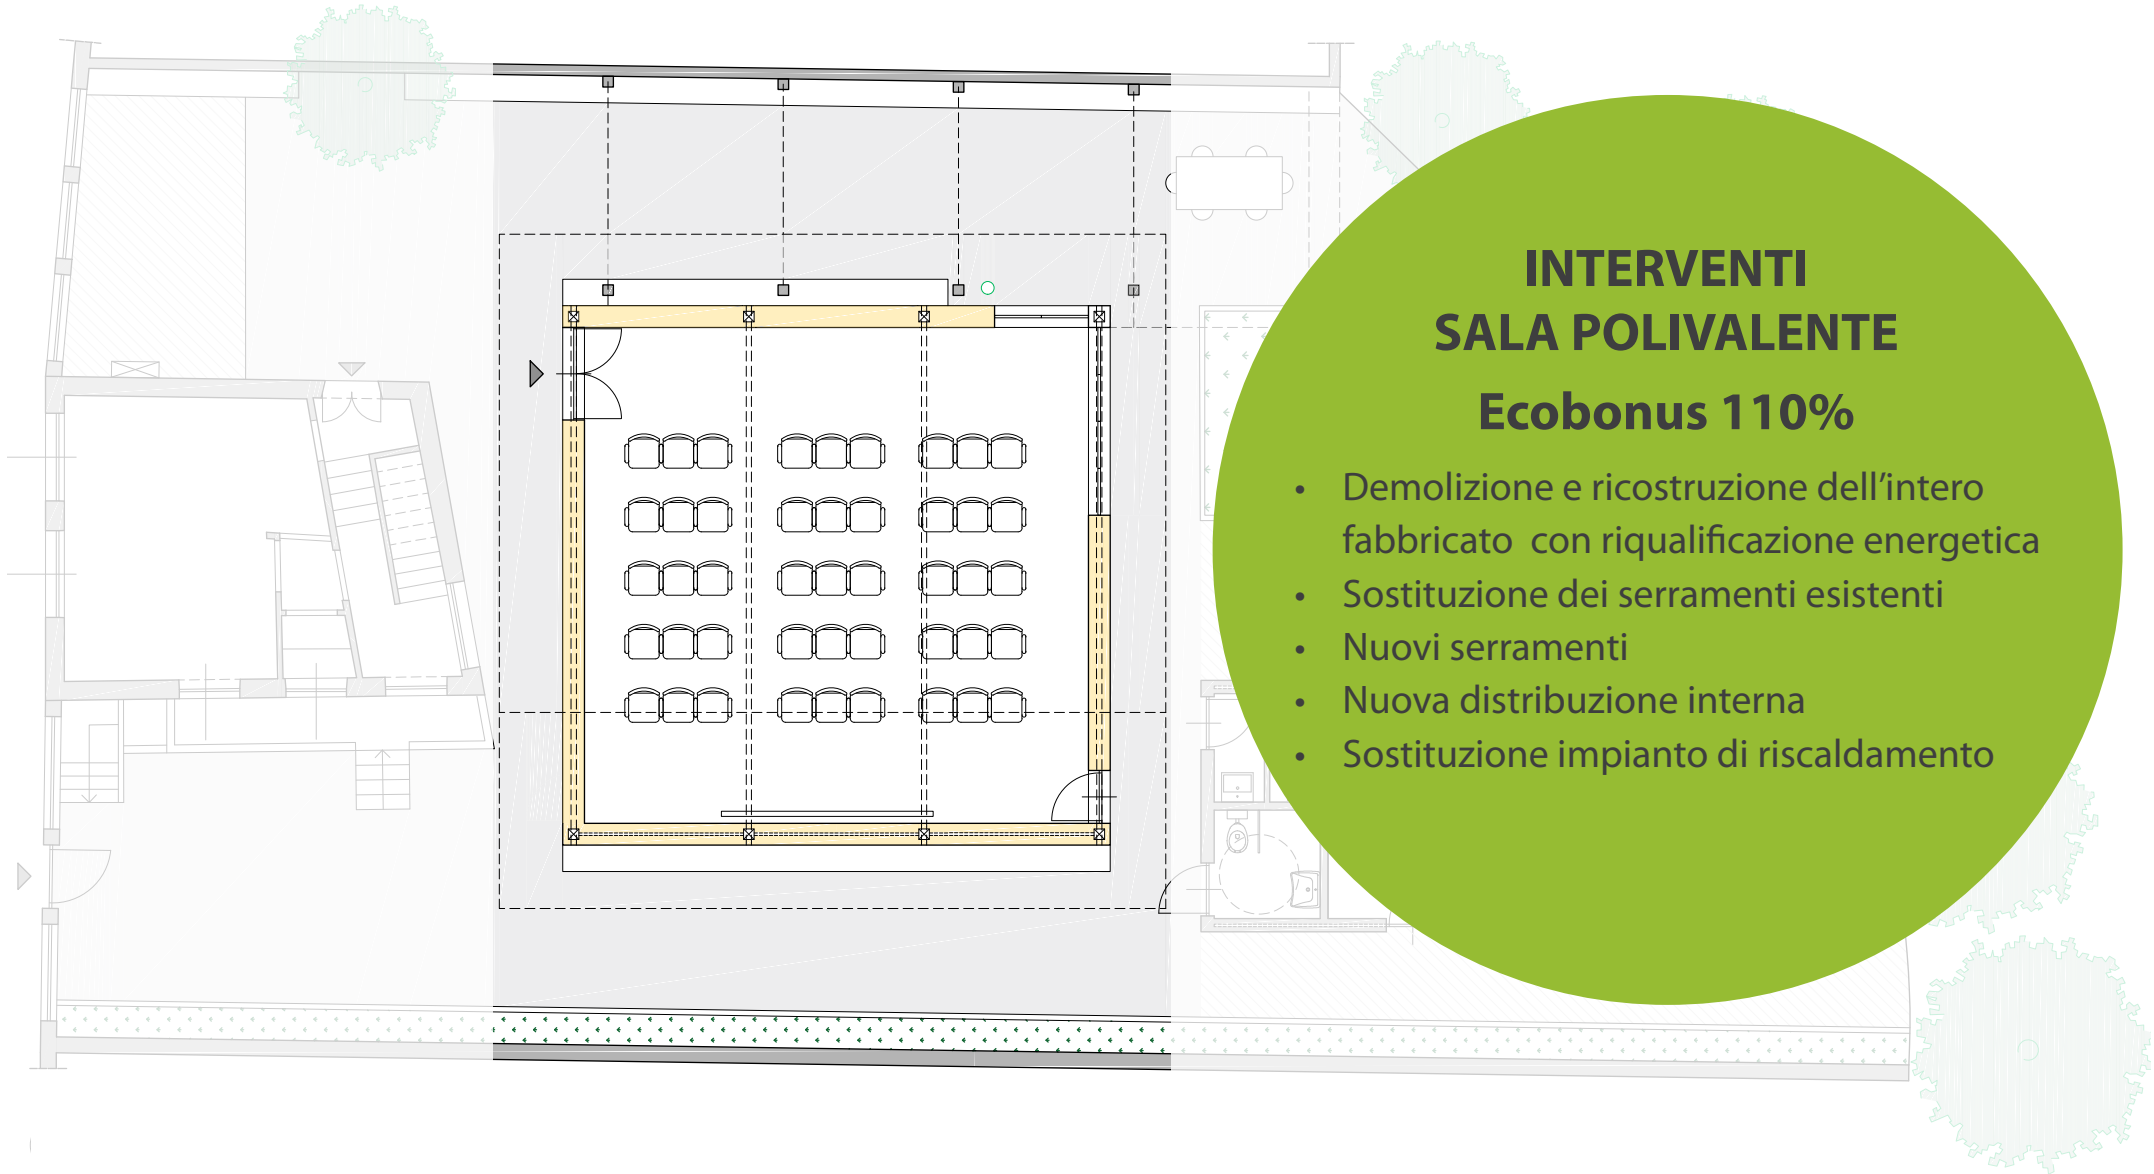 INTERVENTI
SALA POLIVALENTE
Ecobonus 110%
• Demolizione e ricostruzione dell’intero
fabbricato con riqualificazione energetica
• Sostituzione dei serramenti esistenti
• Nuovi serramenti
• Nuova distribuzione interna
• Sostituzione impianto di riscaldamento